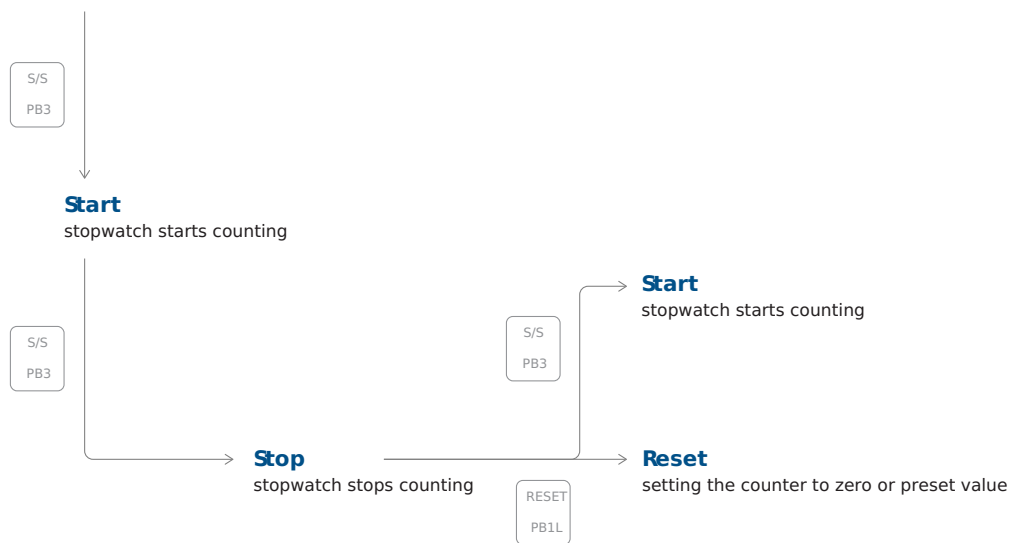 S/S
PB3
Start
stopwatch starts counting
S/S
PB3
Start
stopwatch starts counting
S/S
PB3
Stop
stopwatch stops counting
Reset
setting the counter to zero or preset value
RESET
PB1L